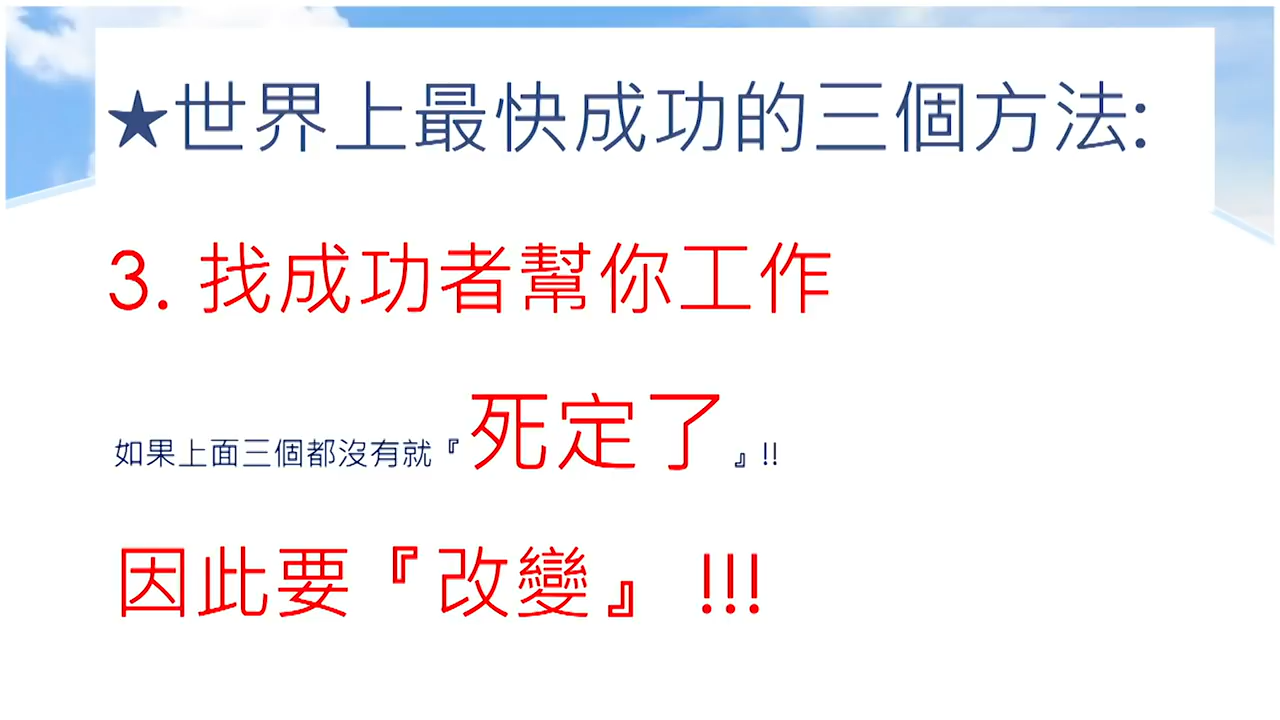 ★世界上最快成功的三個方法:
3. 找成功者幫你工作
如果上面三個都沒有就『死定了』!!
因此要『改變』 !!!